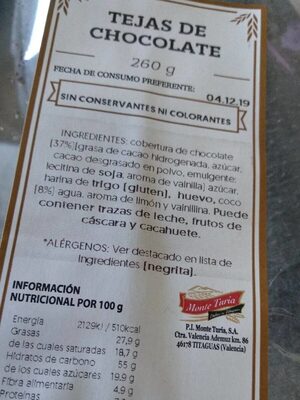 TEJAS DE
CHOCOLATE
260 g
FECHA DE CONSUMO PREFERENTE:
04.12.19
SIN CONSERVANTES NI COLORANTES
INGREDIENTES: cobertura de chocolate
(37%)(grasa de cacao hidrogenada, azúcar,
cacao desgrasado en polvo, emulgente:
lecitina de soja, aroma de vainilla) azúcar,
harina de trigo (gluten), huevo, coco
(8%) agua, aroma de limón y vainillina. Puede
contener trazas de leche, frutos de
cáscara y cacahuete.
*ALÉRGENOS: Ver destacado en lista de
Ingredientes (negrita).
INFORMACIÓN
NUTRICIONAL POR 100 g
Energía 2129kJ / 510kcal
Grasas 27,9 g
de las cuales saturadas 18,7 g
Hidratos de carbono 55 g
de los cuales azúcares 19,9 g
Fibra alimentaria 4,9 g
Proteínas
Monte Turia
P.I. Monte Turia, S.A.
Ctra. Valencia Ademuz km. 86
46178 TITAGUAS (Valencia)